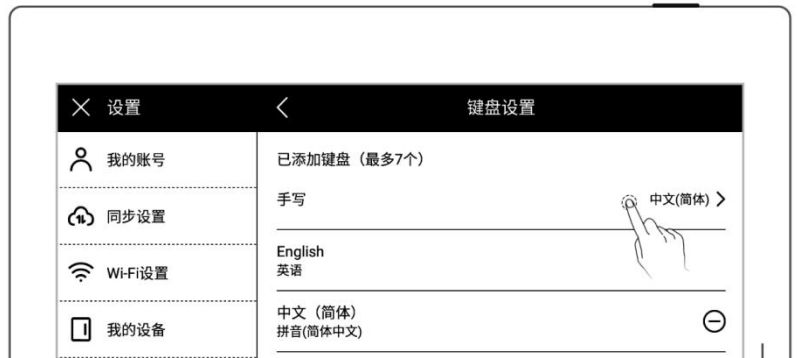 设置
键盘设置
我的账号
同步设置
Wi-Fi设置
我的设备
已添加键盘（最多7个）
手写 中文(简体)
English
英语
中文（简体）
拼音(简体中文)